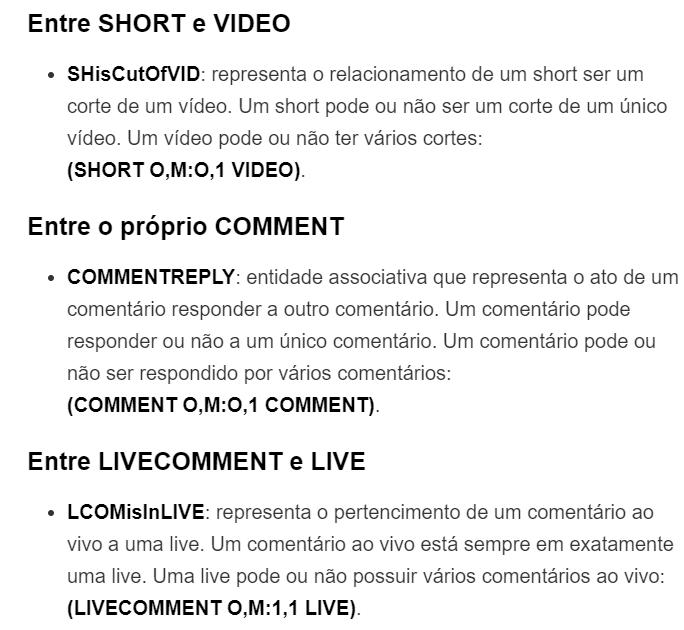 Entre SHORT e VIDEO
• SHisCutOfVID: representa o relacionamento de um short ser um
corte de um vídeo. Um short pode ou não ser um corte de um único
vídeo. Um vídeo pode ou não ter vários cortes:
(SHORT O,M:O,1 VIDEO).
Entre o próprio COMMENT
• COMMENTREPLY: entidade associativa que representa o ato de um
comentário responder a outro comentário. Um comentário pode
responder ou não a um único comentário. Um comentário pode ou
não ser respondido por vários comentários:
(COMMENT O,M:O,1 COMMENT).
Entre LIVECOMMENT e LIVE
• LCOMisInLIVE: representa o pertencimento de um comentário ao
vivo a uma live. Um comentário ao vivo está sempre em exatamente
uma live. Uma live pode ou não possuir vários comentários ao vivo:
(LIVECOMMENT O,M:1,1 LIVE).